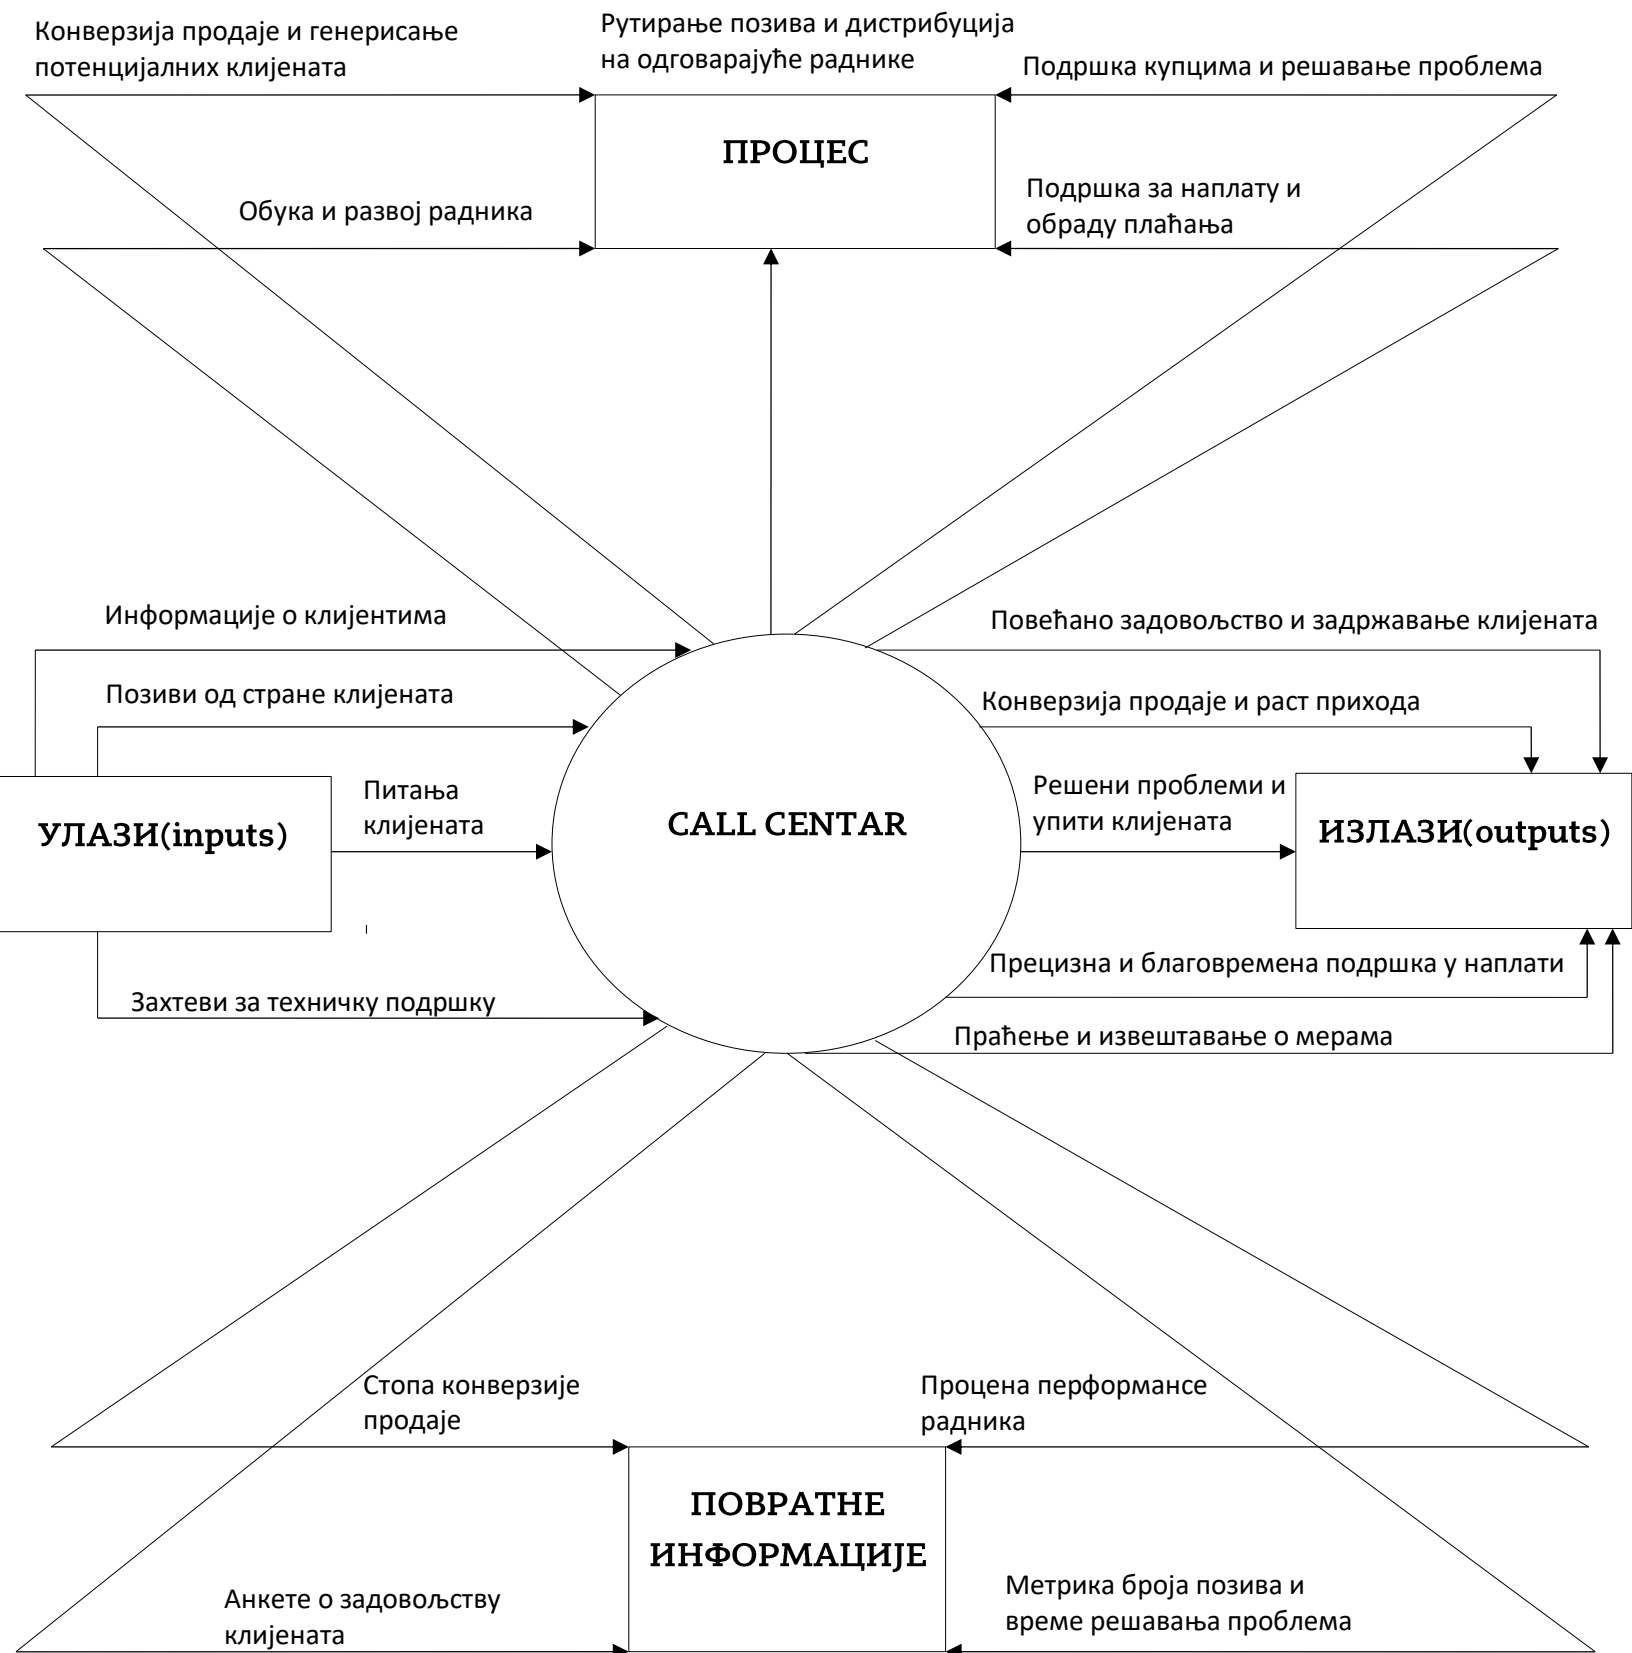 Конверзија продаје и генерисање
потенцијалних клијената
Рутирање позива и дистрибуција
на одговарајуће раднике
Подршка купцима и решавање проблема
ПРОЦЕС
Обука и развој радника
Подршка за наплату и
обраду плаћања
Информације о клијентима
Повећано задовољство и задржавање клијената
Позиви од стране клијената
Конверзија продаје и раст прихода
УЛАЗИ(inputs)
Питања
клијената
CALL CENTAR
Решени проблеми и
упити клијената
ИЗЛАЗИ(outputs)
Прецизна и благовремена подршка у наплати
Захтеви за техничку подршку
Праћење и извештавање о мерама
Стопа конверзије
продаје
Процена перформансе
радника
ПОВРАТНЕ
ИНФОРМАЦИЈЕ
Анкете о задовољству
клијената
Метрика броја позива и
време решавања проблема